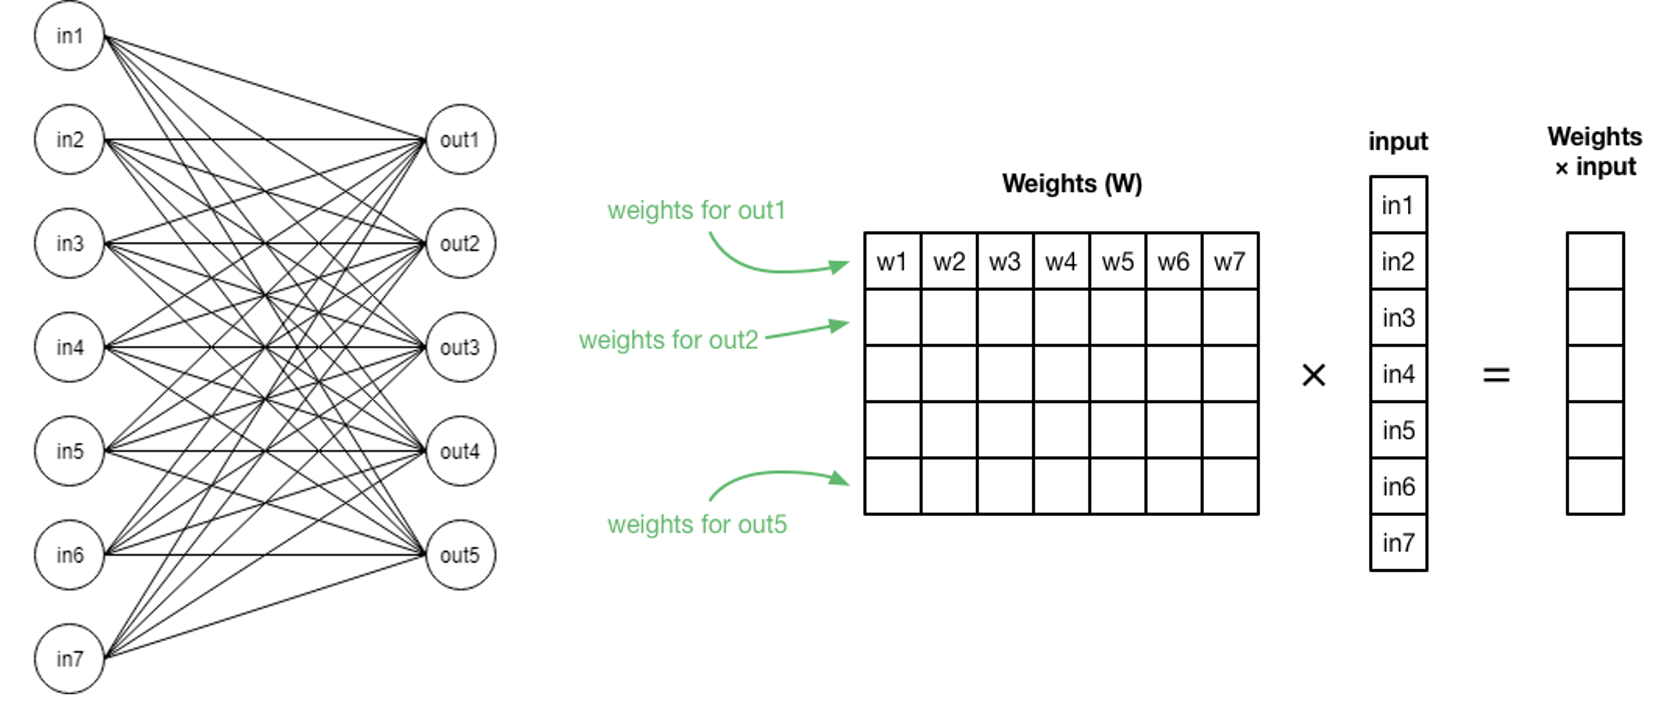 in1
in2
in3
in4
in5
in6
in7
out1
out2
out3
out4
out5
weights for out1
weights for out2
weights for out5
Weights (W)
w1 w2 w3 w4 w5 w6 w7
×
input
in1
in2
in3
in4
in5
in6
in7
=
Weights
× input